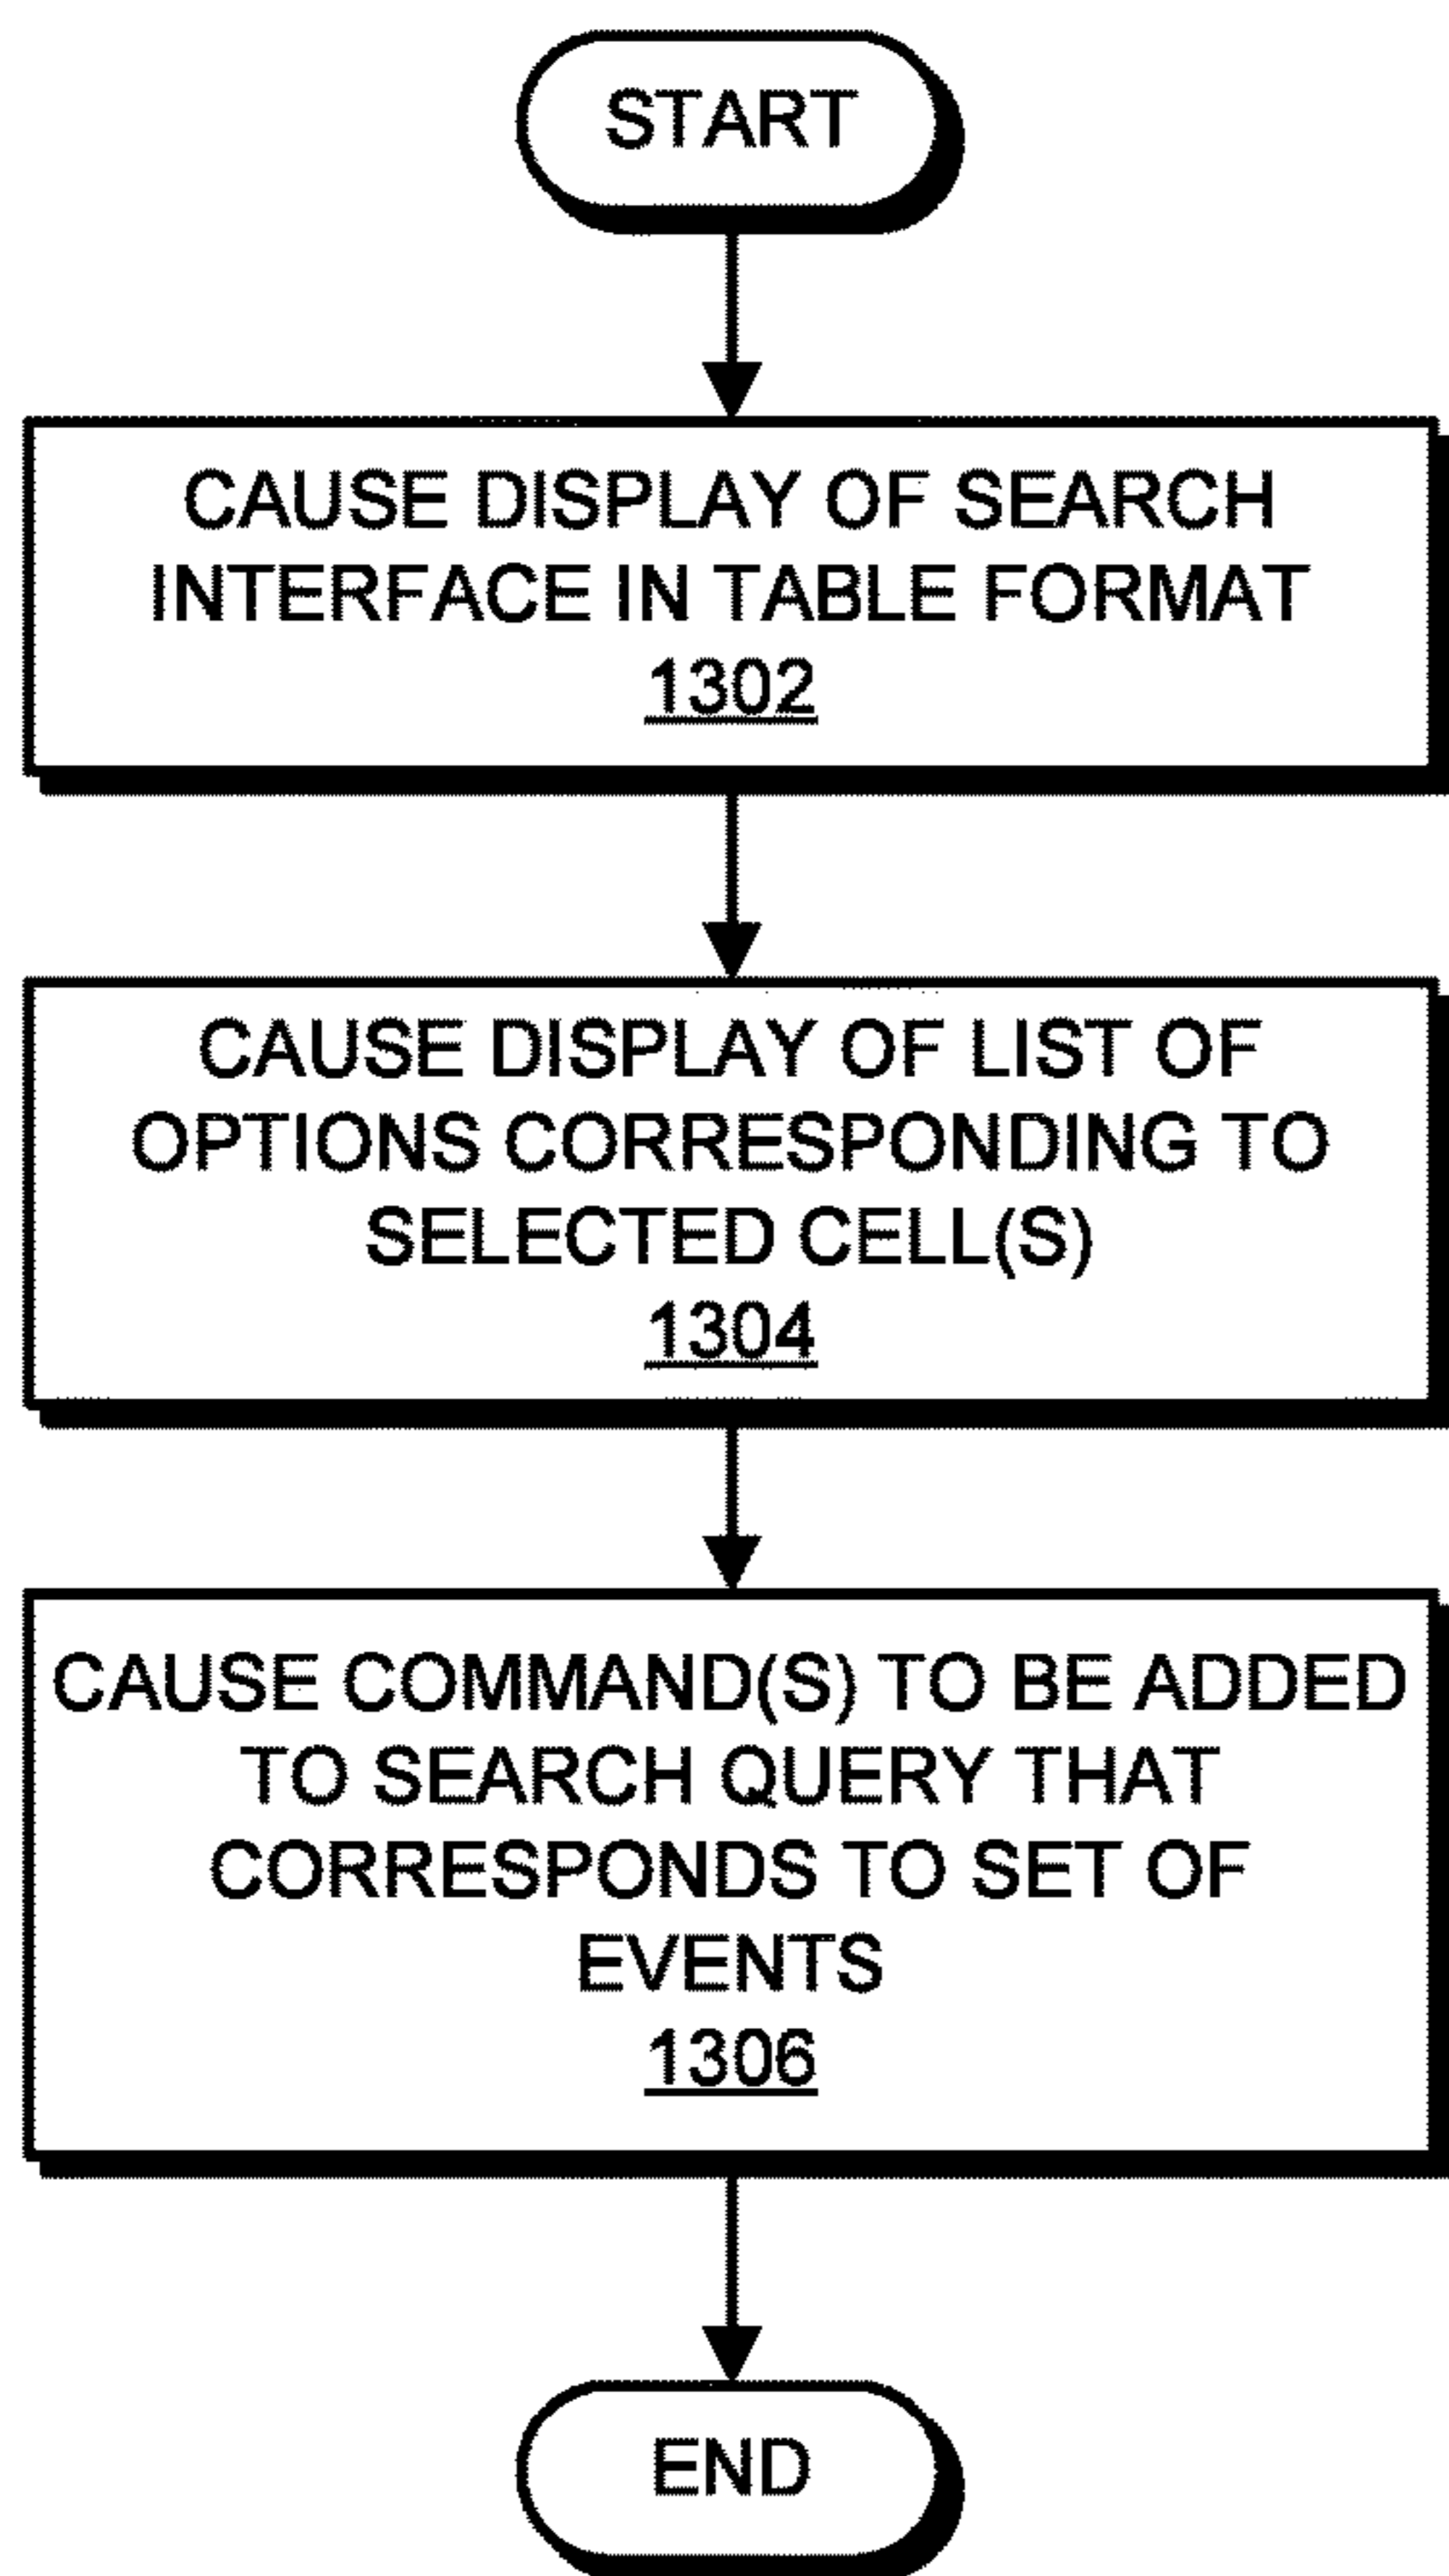 START
CAUSE DISPLAY OF SEARCH
INTERFACE IN TABLE FORMAT
1302
CAUSE DISPLAY OF LIST OF
OPTIONS CORRESPONDING TO
SELECTED CELL(S)
1304
CAUSE COMMAND(S) TO BE ADDED
TO SEARCH QUERY THAT
CORRESPONDS TO SET OF
EVENTS
1306
END